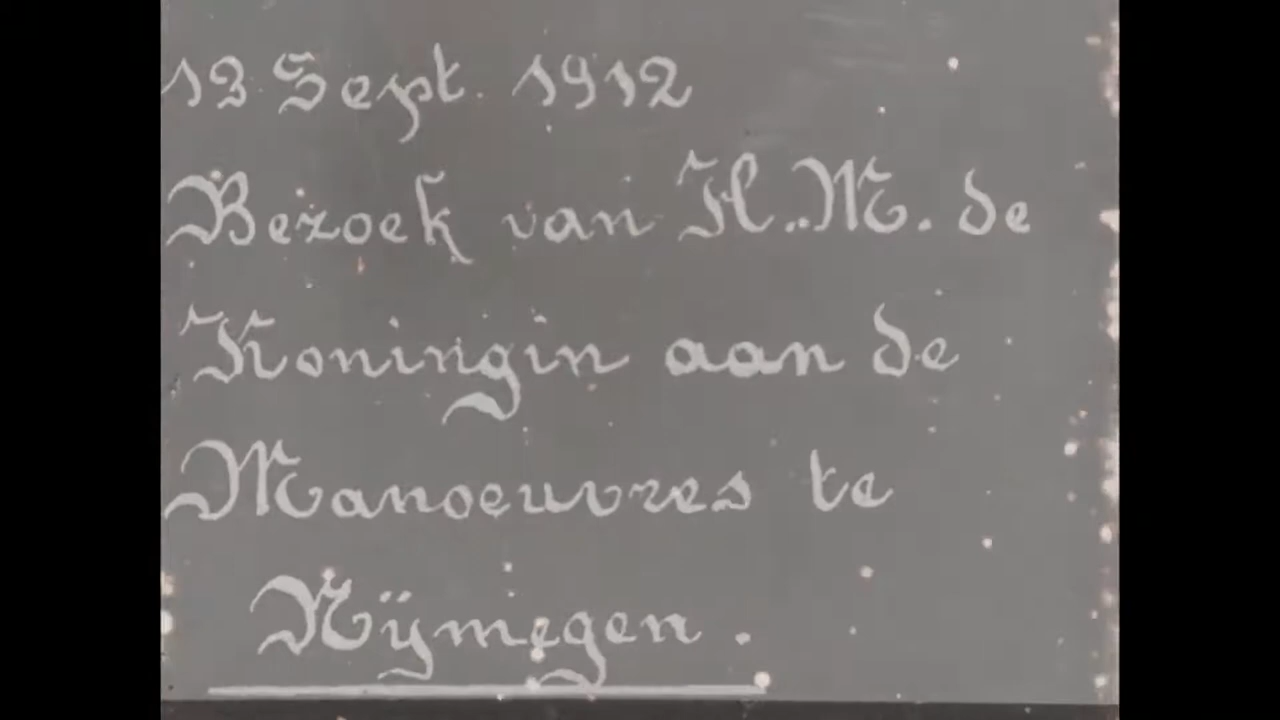 13 Sept. 1912
Bezoek van H.M. de
Koningin aan de
Manoeuvres te
Nijmegen.